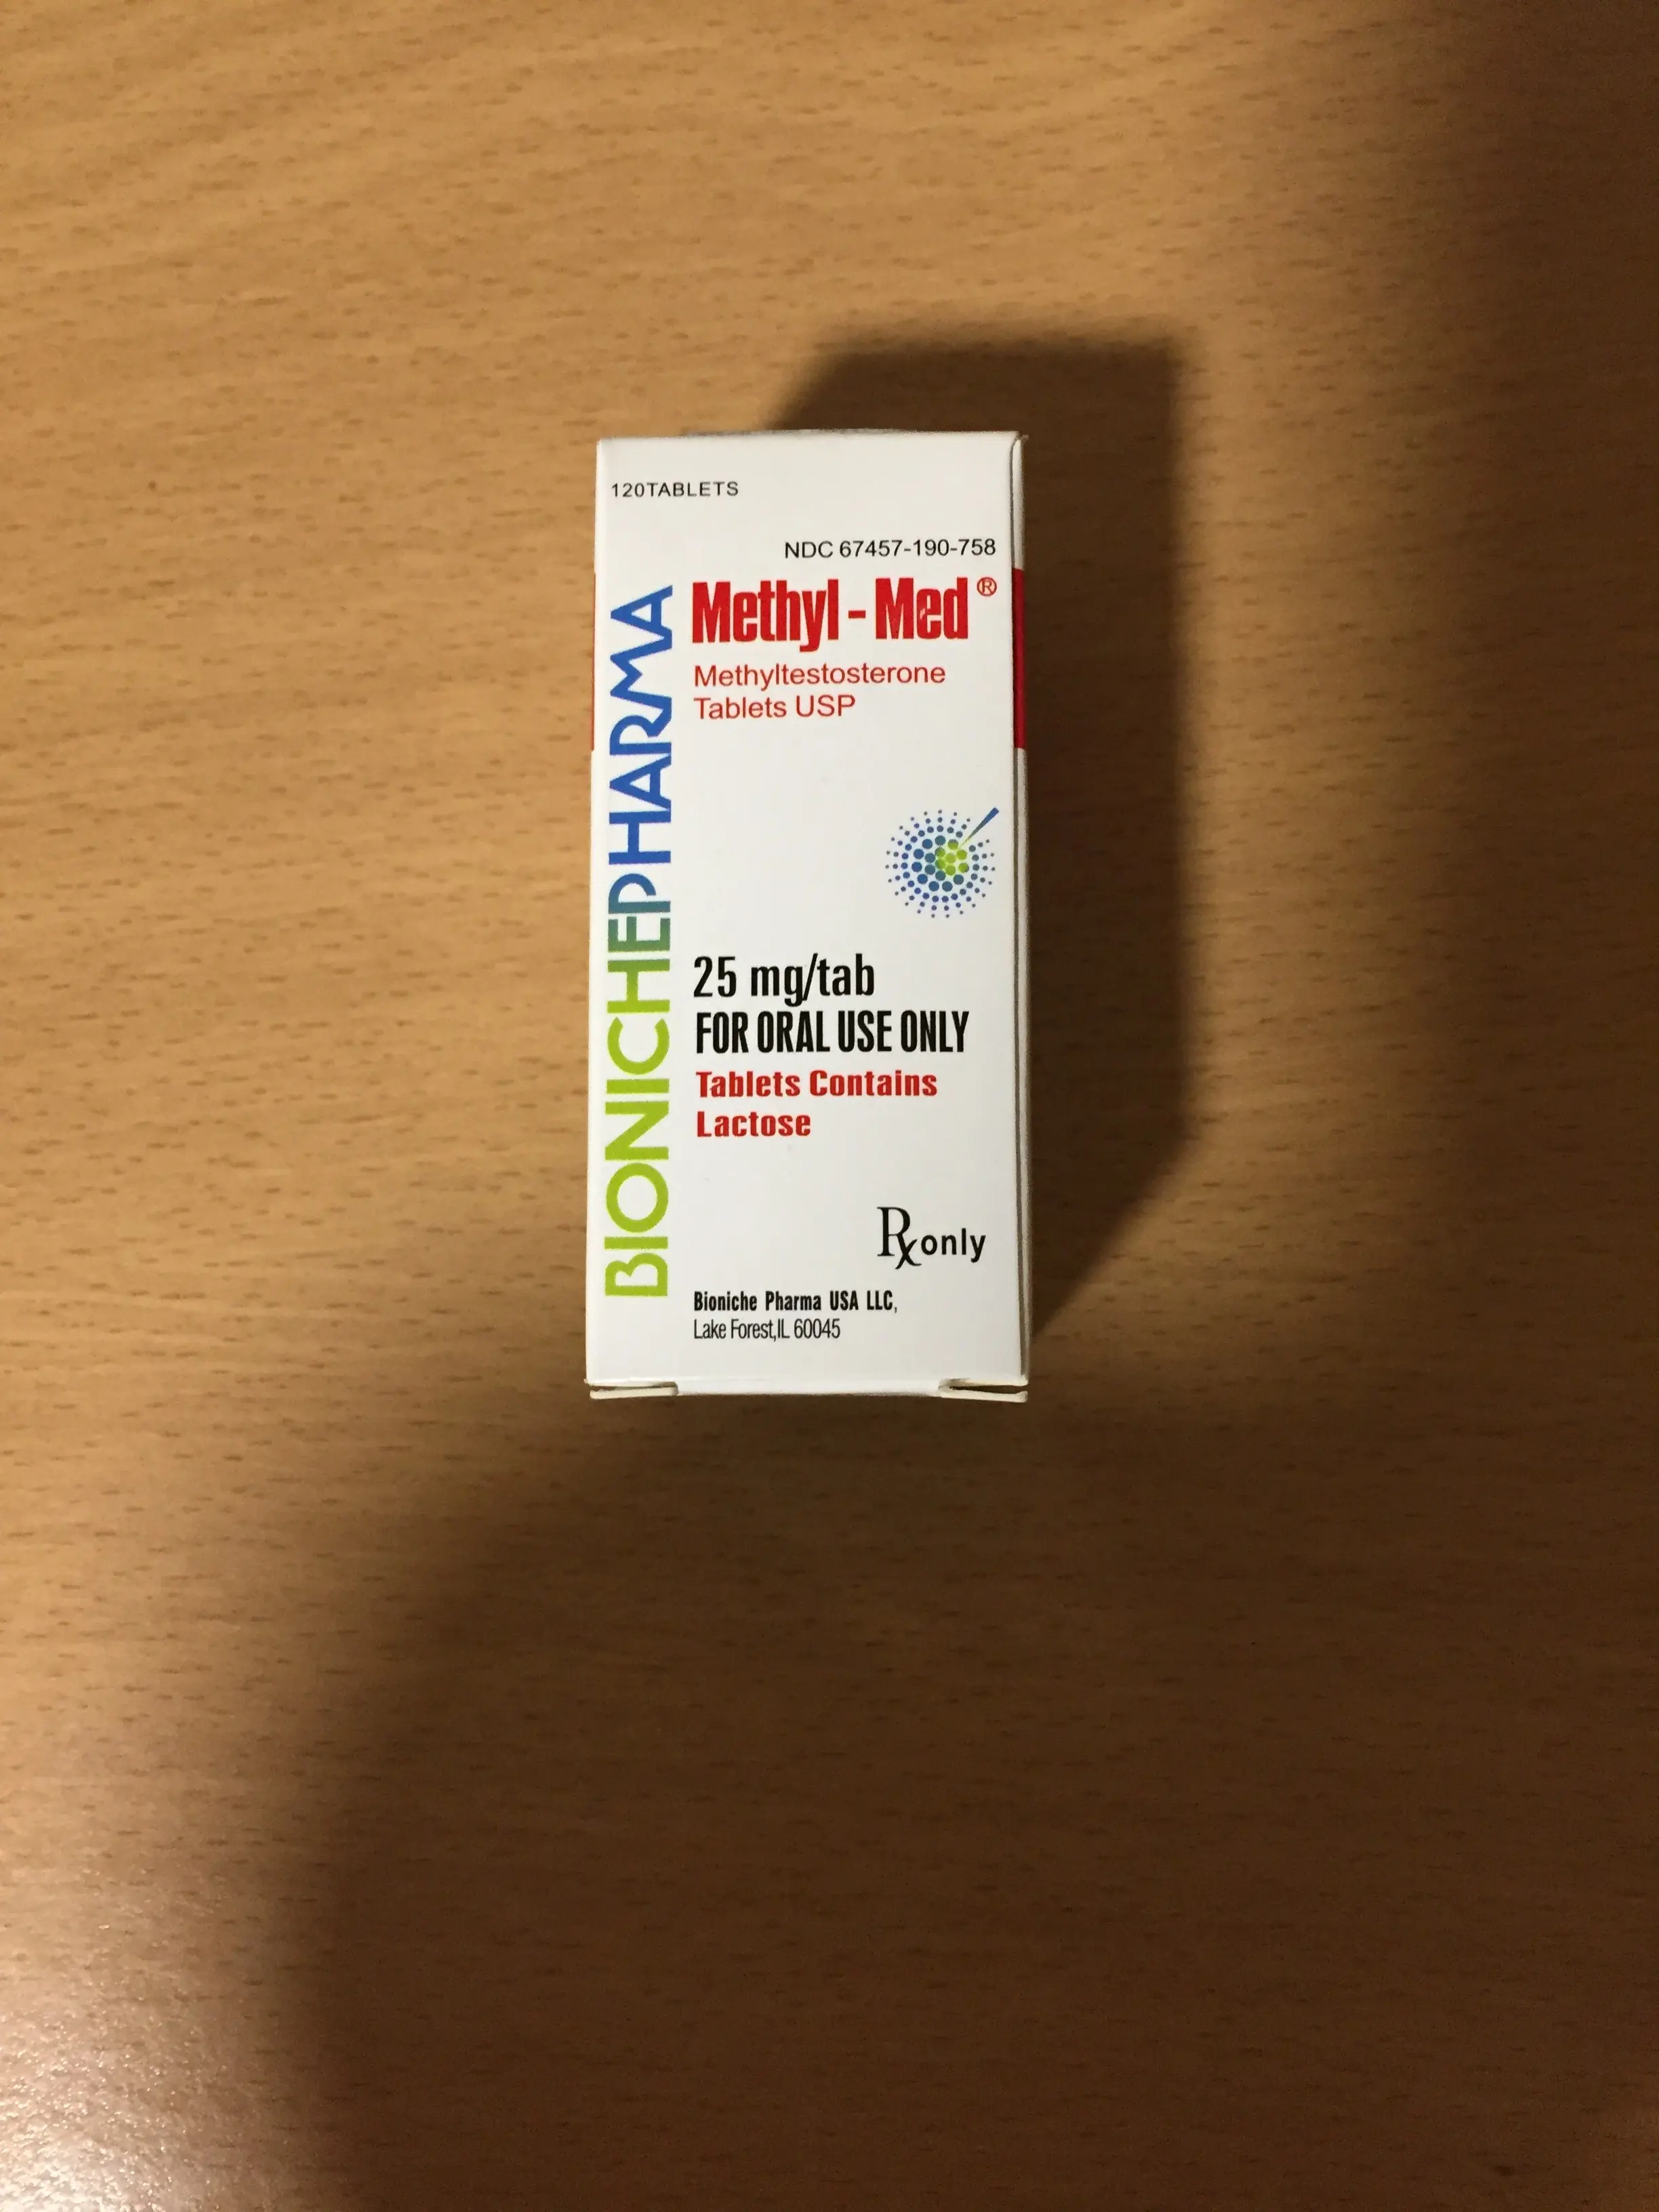 120TABLETS
NDC 67457-190-758
BIONICHEPHARMA
Methyl - Med ®
Methyltestosterone
Tablets USP
25 mg/tab
FOR ORAL USE ONLY
Tablets Contains
Lactose
Rx only
Bioniche Pharma USA LLC,
Lake Forest,IL 60045